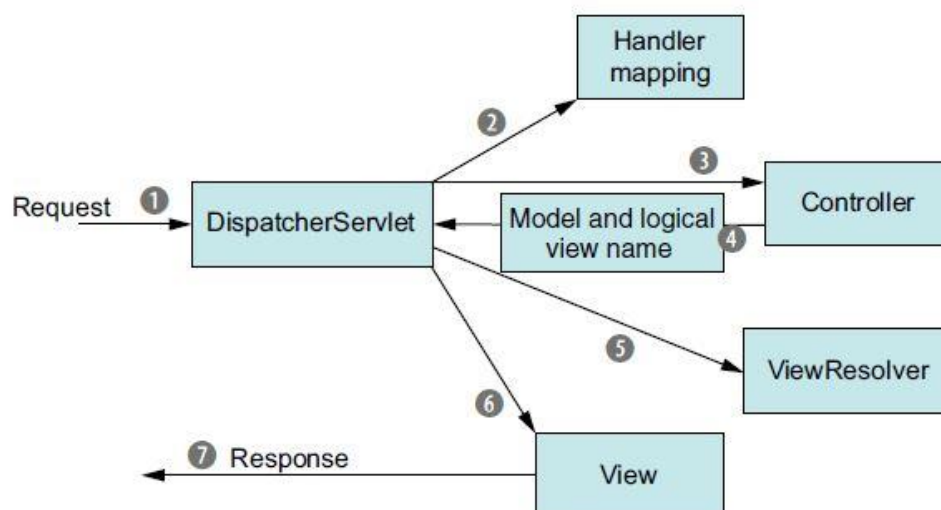 Handler
mapping
2
3
1
Request
DispatcherServlet
Model and logical
view name
4
Controller
5
ViewResolver
6
7 Response
View